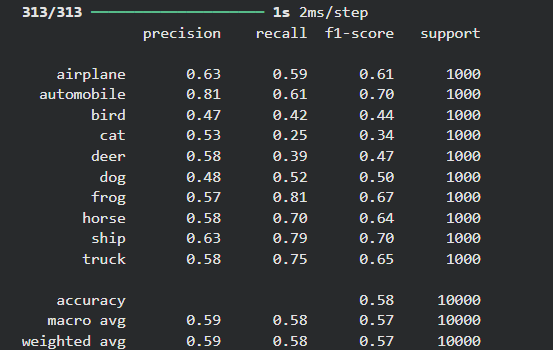 313/313 ━━━━━━━━━━━━━━━━━━━━ 1s 2ms/step
precision recall f1-score support
airplane 0.63 0.59 0.61 1000
automobile 0.81 0.61 0.70 1000
bird 0.47 0.42 0.44 1000
cat 0.53 0.25 0.34 1000
deer 0.58 0.39 0.47 1000
dog 0.48 0.52 0.50 1000
frog 0.57 0.81 0.67 1000
horse 0.58 0.70 0.64 1000
ship 0.63 0.79 0.70 1000
truck 0.58 0.75 0.65 1000
accuracy 0.58 10000
macro avg 0.59 0.58 0.57 10000
weighted avg 0.59 0.58 0.57 10000